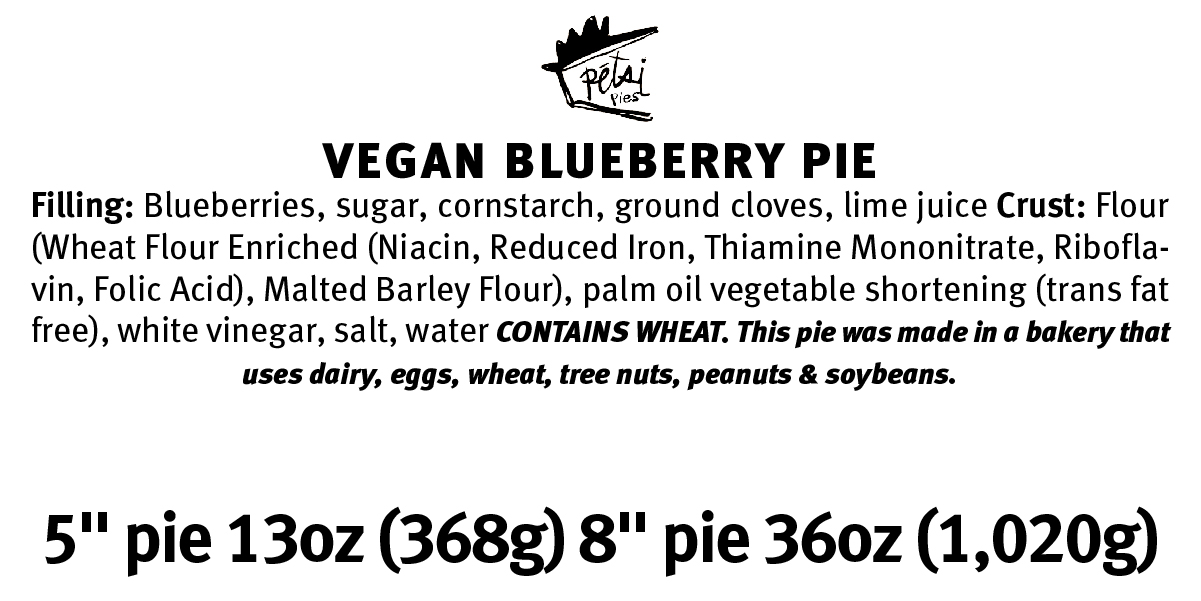 pétsi
pies
VEGAN BLUEBERRY PIE
Filling: Blueberries, sugar, cornstarch, ground cloves, lime juice Crust: Flour
(Wheat Flour Enriched (Niacin, Reduced Iron, Thiamine Mononitrate, Ribofla-
vin, Folic Acid), Malted Barley Flour), palm oil vegetable shortening (trans fat
free), white vinegar, salt, water CONTAINS WHEAT. This pie was made in a bakery that
uses dairy, eggs, wheat, tree nuts, peanuts & soybeans.
5" pie 13oz (368g) 8" pie 36oz (1,020g)